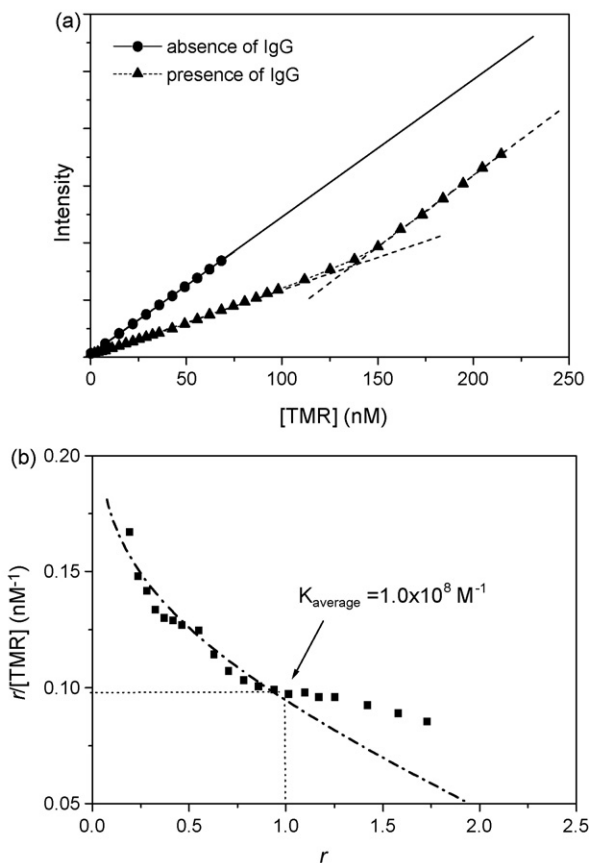 (a)
absence of IgG
presence of IgG
Intensity
0 50 100 150 200 250
[TMR] (nM)
(b)
0.20
0.15
0.10
0.05
r/[TMR] (nM⁻¹)
K_average =1.0x10⁸ M⁻¹
0.0 0.5 1.0 1.5 2.0 2.5
r